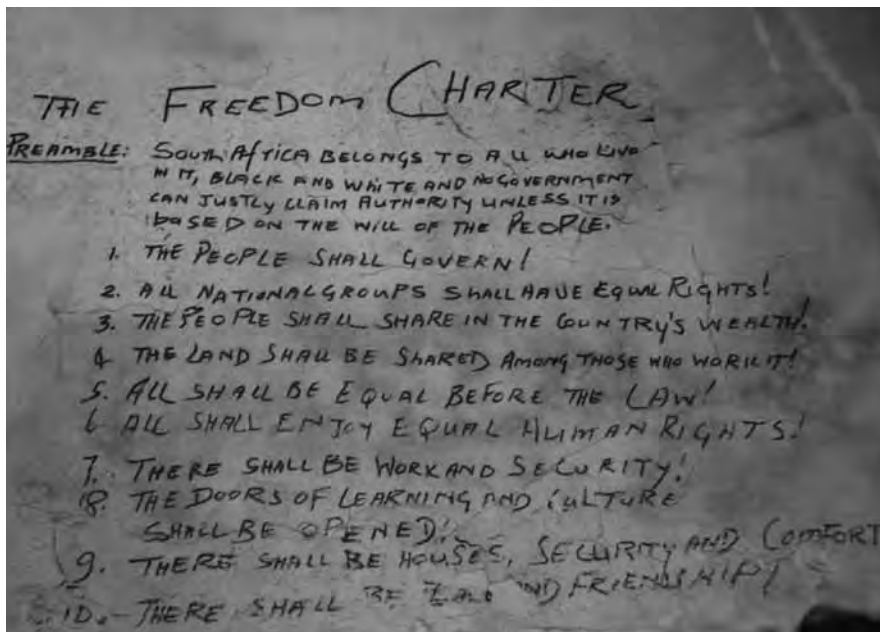 THE FREEDOM CHARTER
PREAMBLE: SOUTH AFRICA BELONGS TO ALL WHO LIVE
IN IT, BLACK AND WHITE AND NO GOVERNMENT
CAN JUSTLY CLAIM AUTHORITY UNLESS IT IS
BASED ON THE WILL OF THE PEOPLE.
1. THE PEOPLE SHALL GOVERN!
2. ALL NATIONAL GROUPS SHALL HAVE EQUAL RIGHTS!
3. THE PEOPLE SHALL SHARE IN THE COUNTRY'S WEALTH!
4. THE LAND SHALL BE SHARED AMONG THOSE WHO WORK IT!
5. ALL SHALL BE EQUAL BEFORE THE LAW!
6. ALL SHALL ENJOY EQUAL HUMAN RIGHTS!
7. THERE SHALL BE WORK AND SECURITY!
8. THE DOORS OF LEARNING AND CULTURE
SHALL BE OPENED!
9. THERE SHALL BE HOUSES, SECURITY AND COMFORT
10. THERE SHALL BE AND FRIENDSHIP!